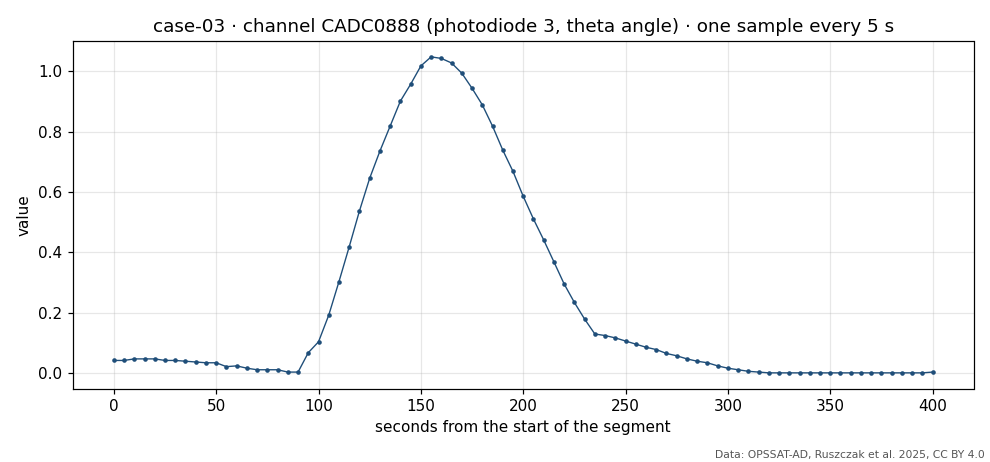 case-03 · channel CADC0888 (photodiode 3, theta angle) · one sample every 5 s
1.0
0.8
0.6
0.4
0.2
0.0
value
0 50 100 150 200 250 300 350 400
seconds from the start of the segment
Data: OPSSAT-AD, Ruszczak et al. 2025, CC BY 4.0